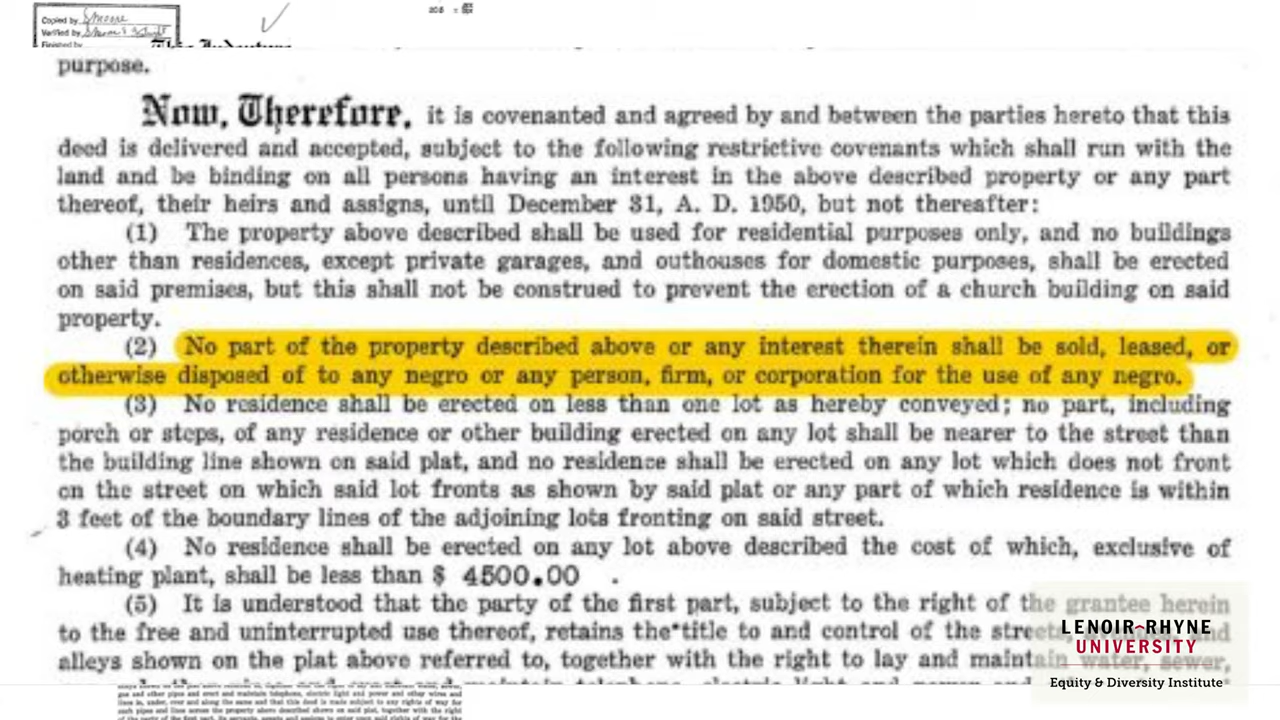 Copied by
Verified by
Finished by
This Indenture
purpose.
Now, Therefore, it is covenanted and agreed by and between the parties hereto that this
deed is delivered and accepted, subject to the following restrictive covenants which shall run with the
land and be binding on all persons having an interest in the above described property or any part
thereof, their heirs and assigns, until December 31, A. D. 1950, but not thereafter:
(1) The property above described shall be used for residential purposes only, and no buildings
other than residences, except private garages, and outhouses for domestic purposes, shall be erected
on said premises, but this shall not be construed to prevent the erection of a church building on said
property.
(2) No part of the property described above or any interest therein shall be sold, leased, or
otherwise disposed of to any negro or any person, firm, or corporation for the use of any negro.
(3) No residence shall be erected on less than one lot as hereby conveyed; no part, including
porch or steps, of any residence or other building erected on any lot shall be nearer to the street than
the building line shown on said plat, and no residence shall be erected on any lot which does not front
on the street on which said lot fronts as shown by said plat or any part of which residence is within
3 feet of the boundary lines of the adjoining lots fronting on said street.
(4) No residence shall be erected on any lot above described the cost of which, exclusive of
heating plant, shall be less than $ 4500.00 .
(5) It is understood that the party of the first part, subject to the right of the grantee herein
to the free and uninterrupted use thereof, retains the title to and control of the streets, and
alleys shown on the plat above referred to, together with the right to lay and maintain water, sewer,
LENOIR-RHYNE
UNIVERSITY
Equity & Diversity Institute